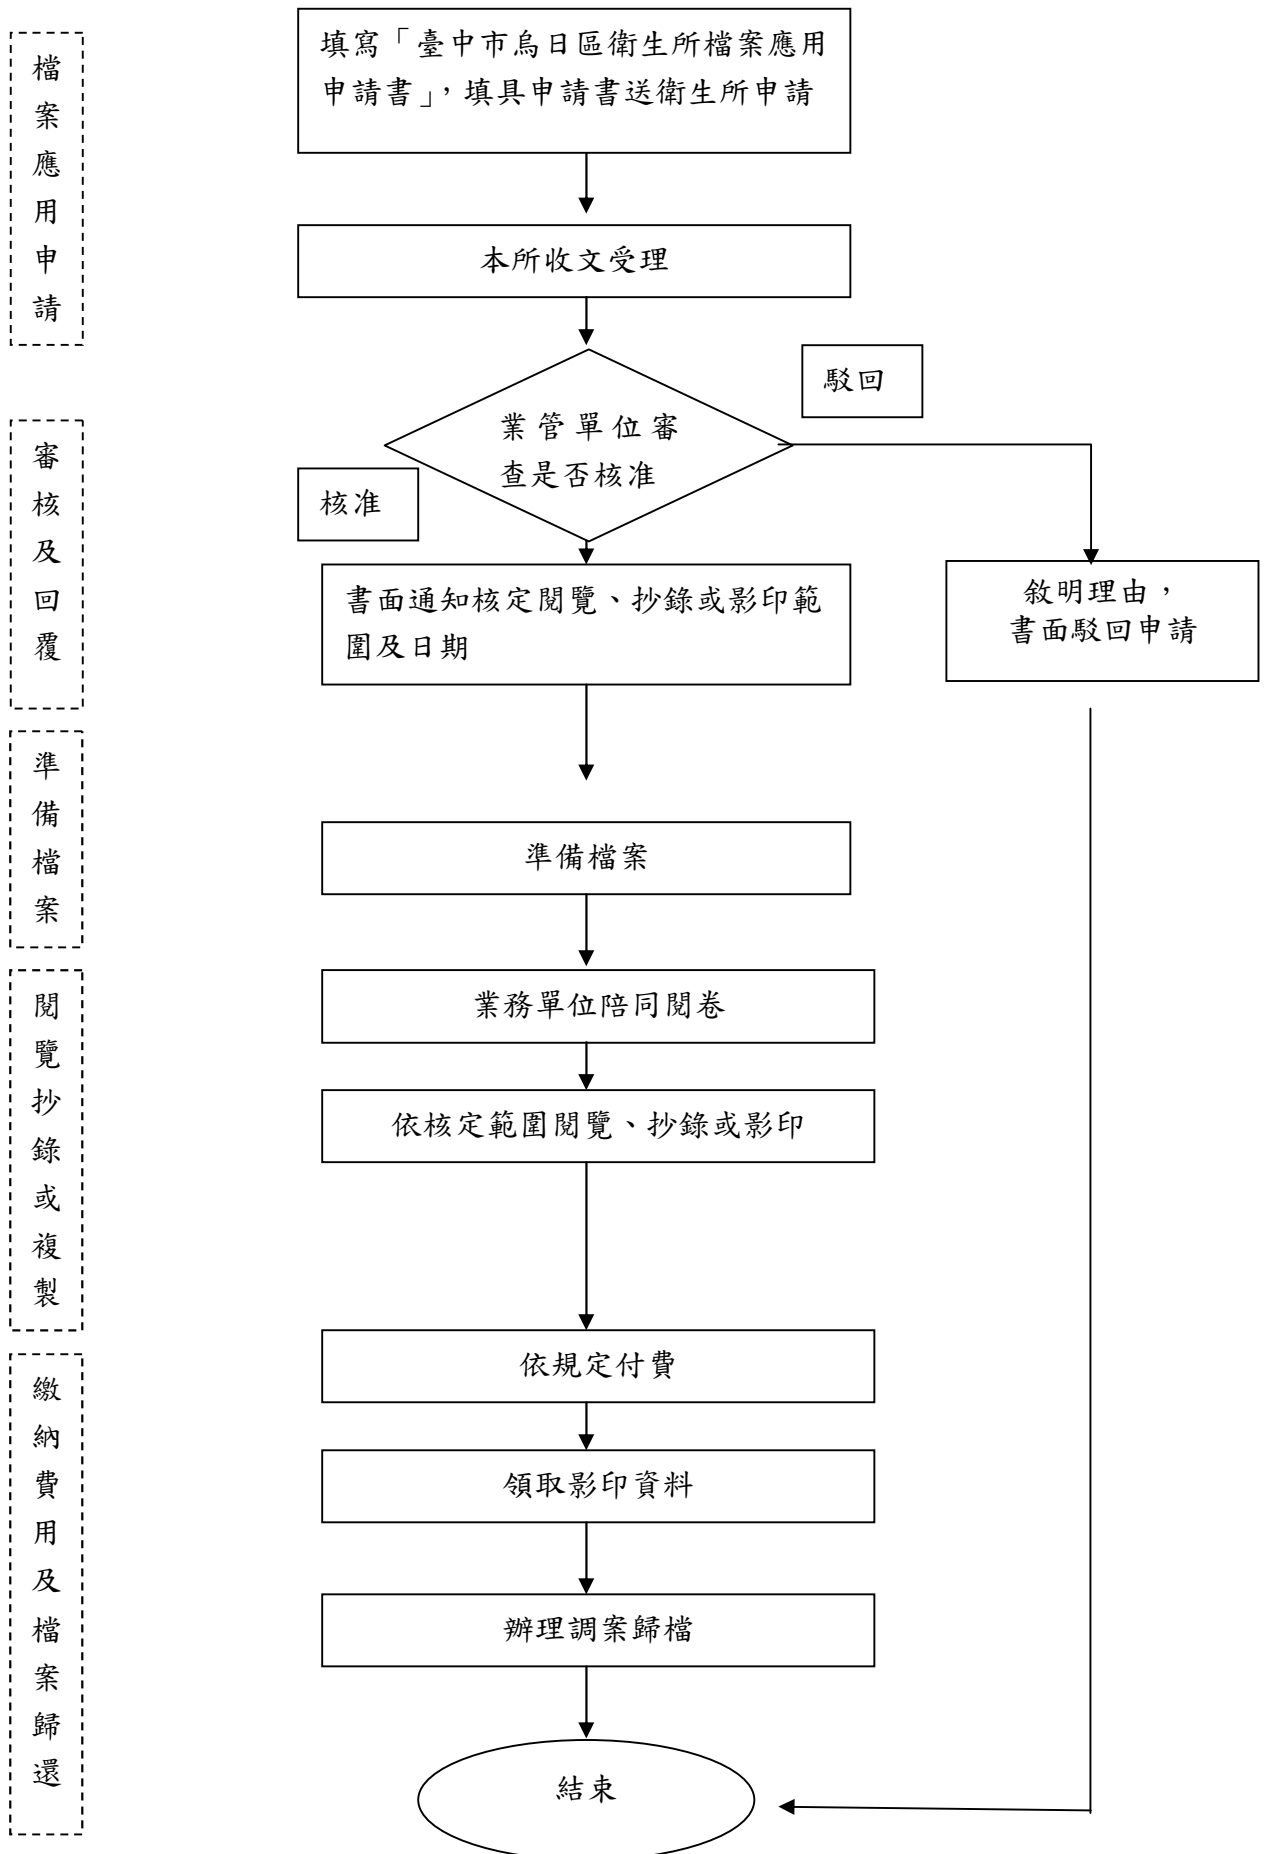 檔案應用申請
填寫「臺中市烏日區衛生所檔案應用
申請書」，填具申請書送衛生所申請
本所收文受理
駁回
審核及回覆
業管單位審
查是否核准
核准
書面通知核定閱覽、抄錄或影印範
圍及日期
敘明理由，
書面駁回申請
準備檔案
準備檔案
閱覽抄錄或複製
業務單位陪同閱卷
依核定範圍閱覽、抄錄或影印
繳納費用及檔案歸還
依規定付費
領取影印資料
辦理調案歸檔
結束